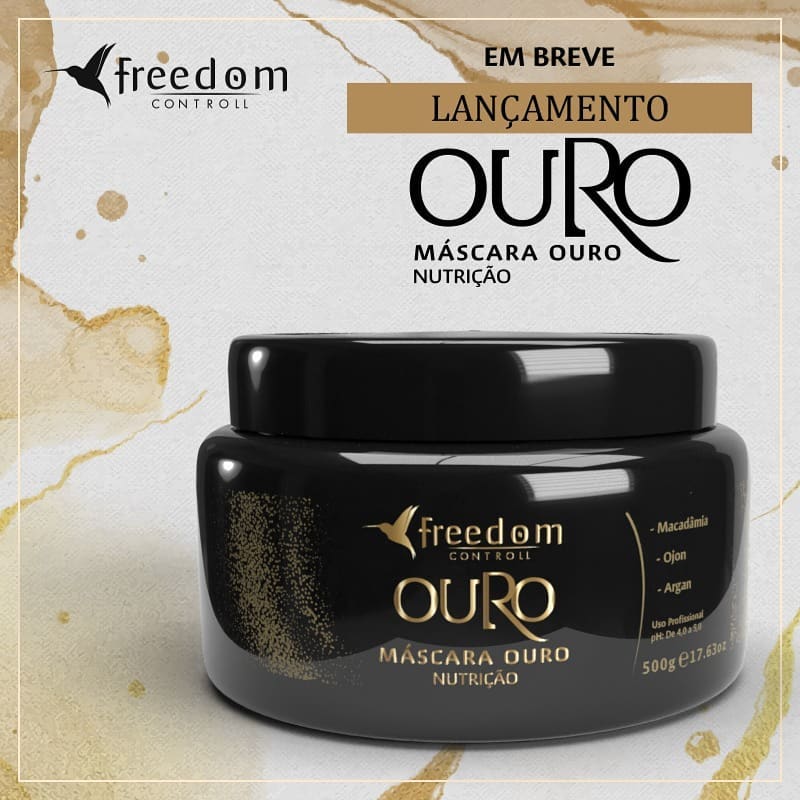 freedom
CONTROLL
EM BREVE
LANÇAMENTO
OURO
MÁSCARA OURO
NUTRIÇÃO
freedom
CONTROLL
OURO
MÁSCARA OURO
NUTRIÇÃO
- Macadâmia
- Ojon
- Argan
Uso Profissional
pH: De 4,0 a 5,0
500g e 17.63oz